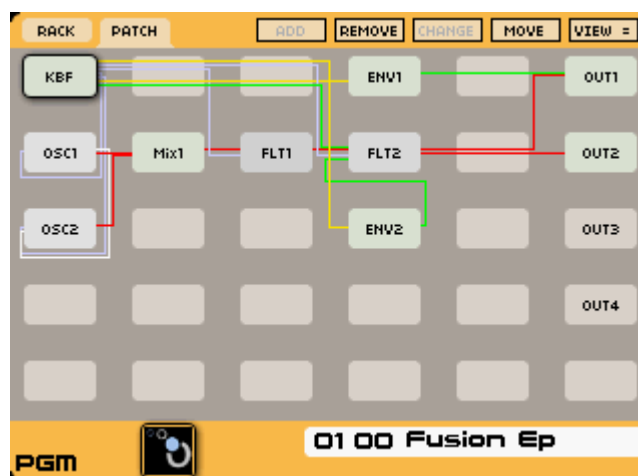 RACK PATCH ADD REMOVE CHANGE MOVE VIEW =
KBF ENV1 OUT1
OSC1 Mix1 FLT1 FLT2 OUT2
OSC2 ENV2 OUT3
OUT4
PGM 01 00 Fusion Ep